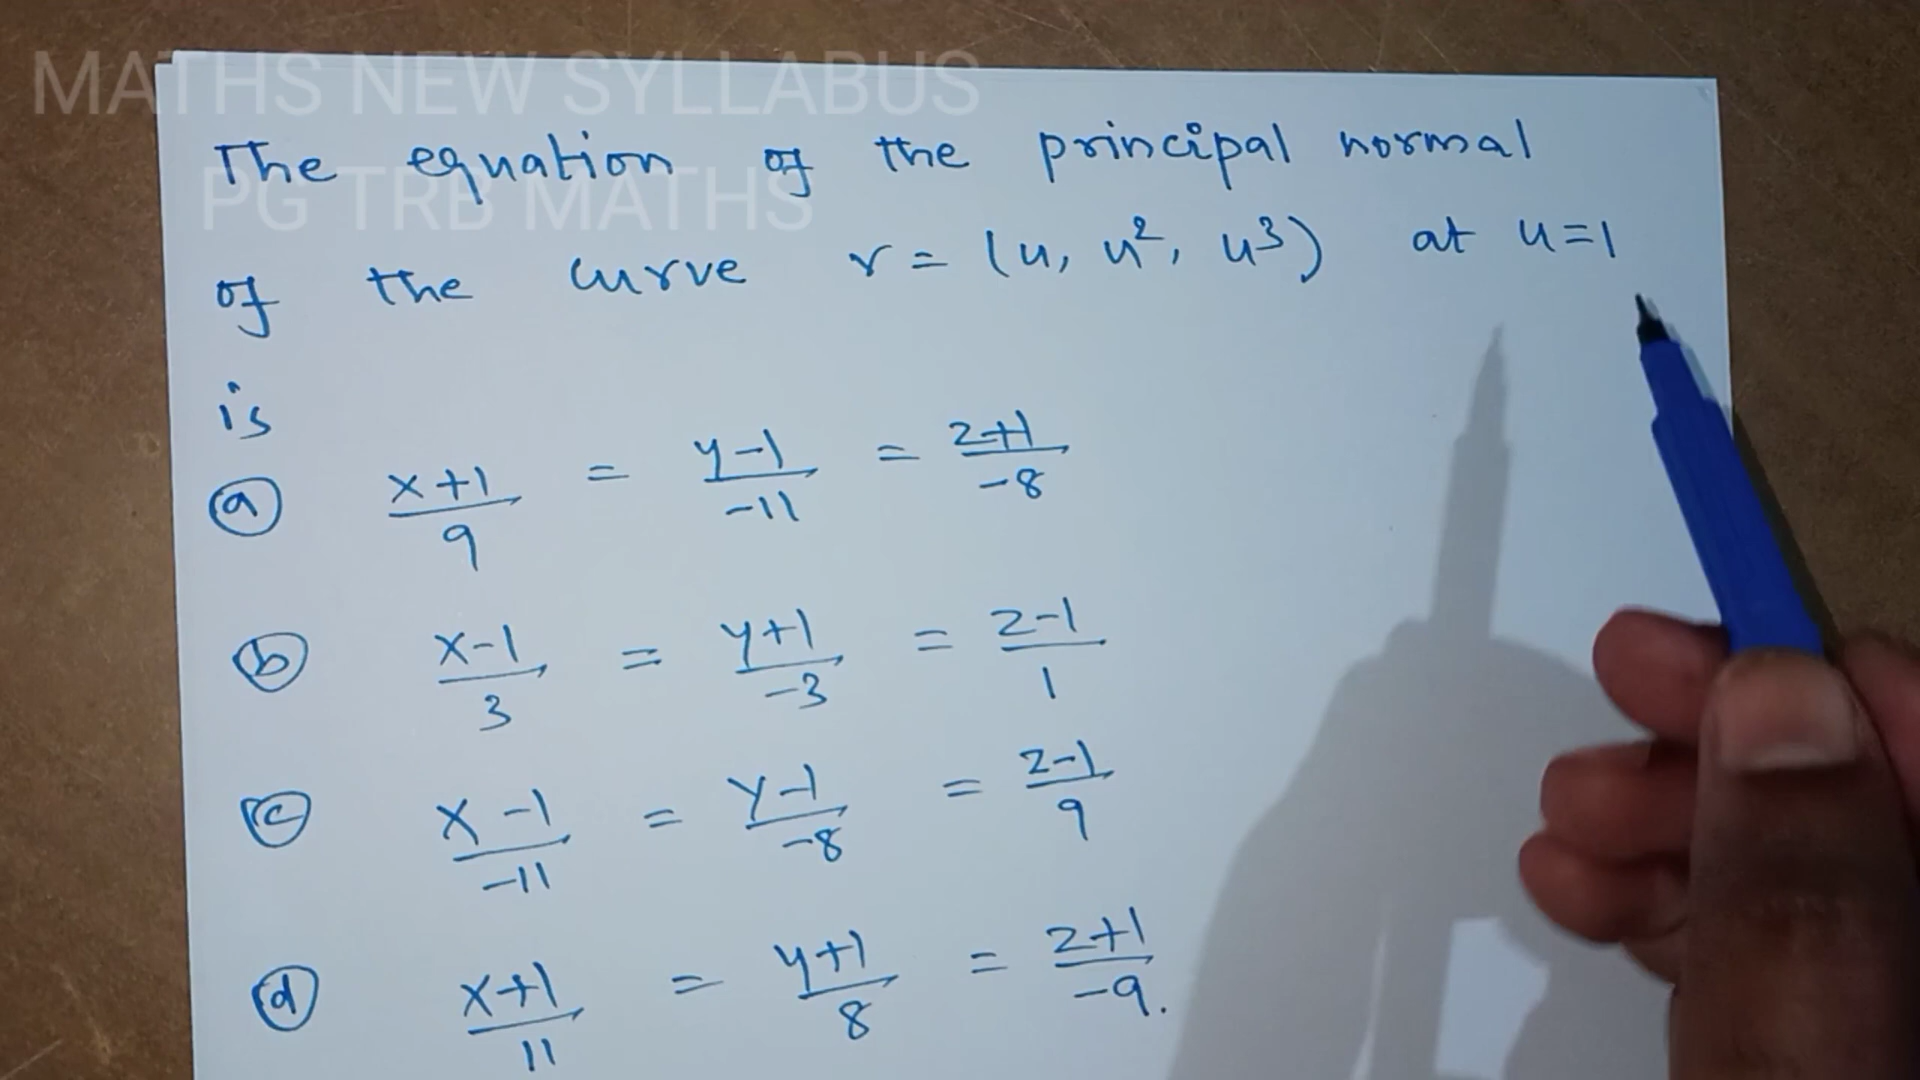 MATHS NEW SYLLABUS
PG TRB MATHS
The equation of the principal normal
of the curve r = (u, u², u³) at u=1
is
(a) (x+1)/9 = (y-1)/-11 = (z+1)/-8
(b) (x-1)/3 = (y+1)/-3 = (z-1)/1
(c) (x-1)/-11 = (y-1)/-8 = (z-1)/9
(d) (x+1)/11 = (y+1)/8 = (z+1)/-9.